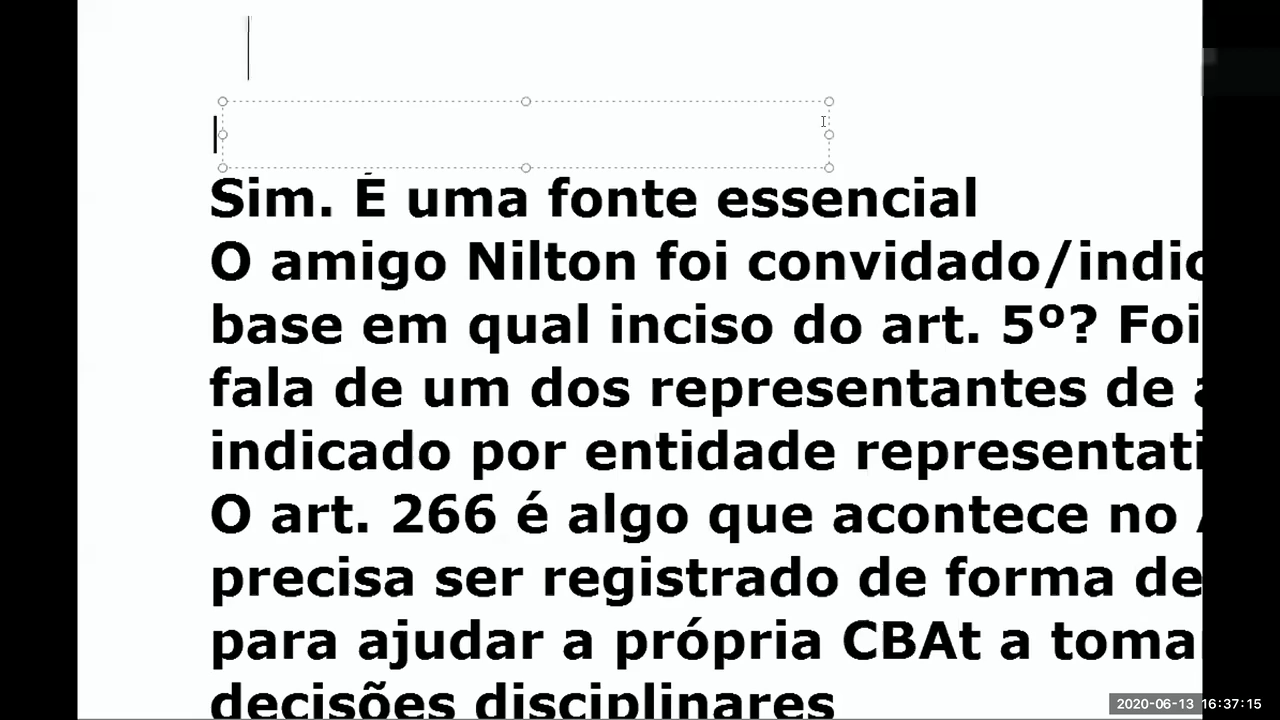 Sim. É uma fonte essencial
O amigo Nilton foi convidado/indic
base em qual inciso do art. 5º? Foi
fala de um dos representantes de a
indicado por entidade representati
O art. 266 é algo que acontece no
precisa ser registrado de forma de
para ajudar a própria CBAt a toma
decisões disciplinares
2020-06-13 16:37:15